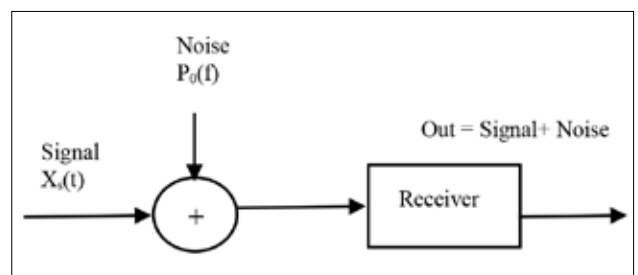 Noise
P₀(f)
Out = Signal+ Noise
Signal
Xₛ(t)
+
Receiver